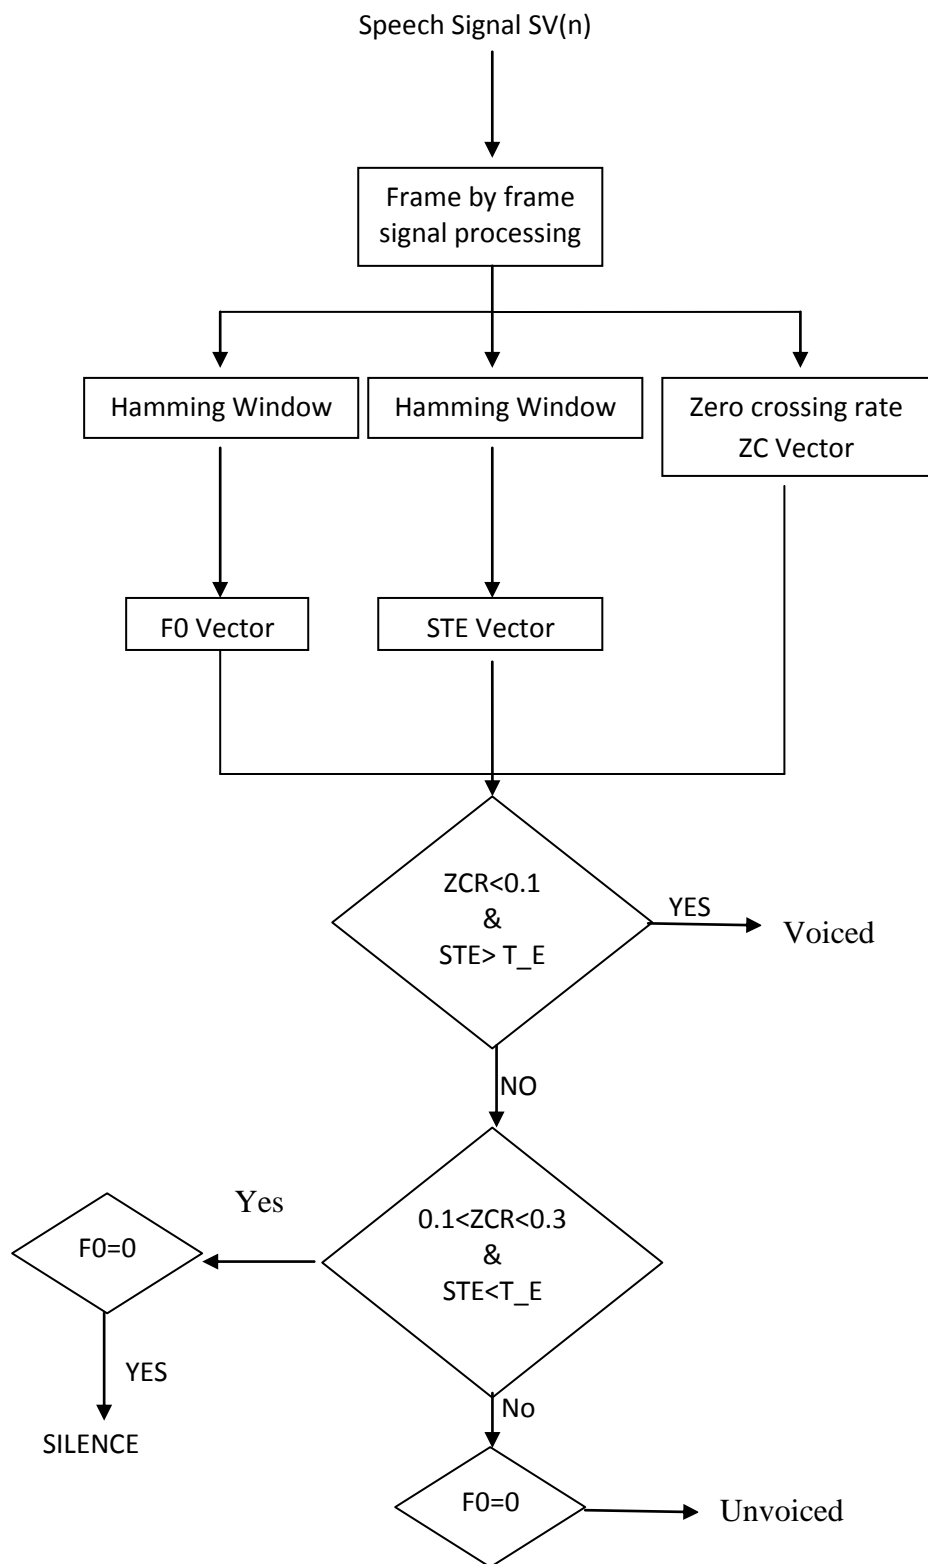 Speech Signal SV(n)
Frame by frame
signal processing
Hamming Window
Hamming Window
Zero crossing rate
ZC Vector
F0 Vector
STE Vector
ZCR<0.1
&
STE> T_E
YES
Voiced
NO
Yes
0.1<ZCR<0.3
&
STE<T_E
F0=0
YES
SILENCE
No
F0=0
Unvoiced